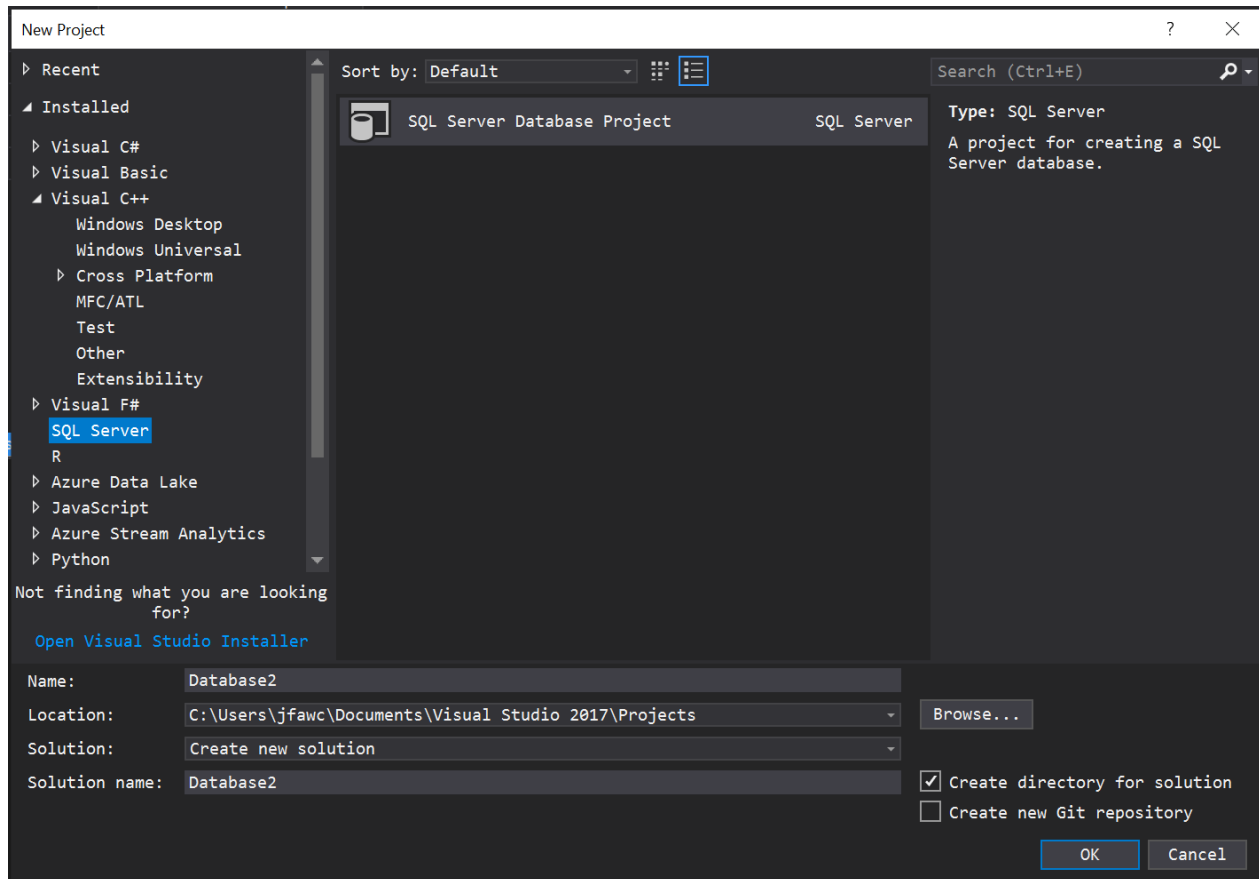 New Project
?
Recent
Installed
Visual C#
Visual Basic
Visual C++
Windows Desktop
Windows Universal
Cross Platform
MFC/ATL
Test
Other
Extensibility
Visual F#
SQL Server
R
Azure Data Lake
JavaScript
Azure Stream Analytics
Python
Not finding what you are looking
for?
Open Visual Studio Installer
Sort by: Default
SQL Server Database Project SQL Server
Search (Ctrl+E)
Type: SQL Server
A project for creating a SQL
Server database.
Name: Database2
Location: C:\Users\jfawc\Documents\Visual Studio 2017\Projects
Browse...
Solution: Create new solution
Solution name: Database2
Create directory for solution
Create new Git repository
OK Cancel